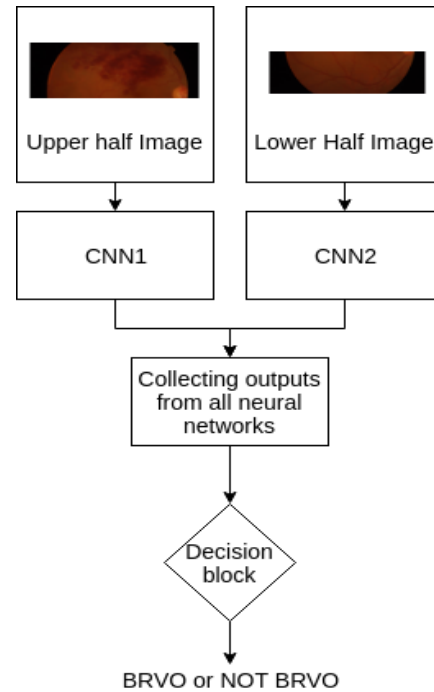 Upper half Image
Lower Half Image
CNN1
CNN2
Collecting outputs
from all neural
networks
Decision
block
BRVO or NOT BRVO